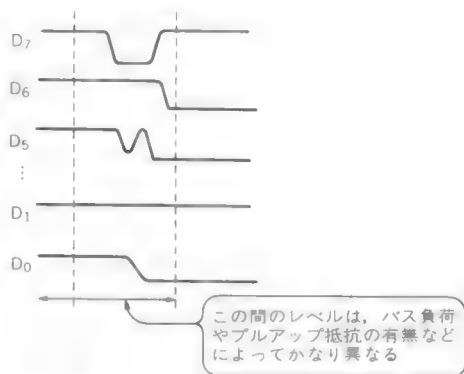 D7
D6
D5
⋮
D1
D0
この間のレベルは，バス負荷
やプルアップ抵抗の有無など
によってかなり異なる